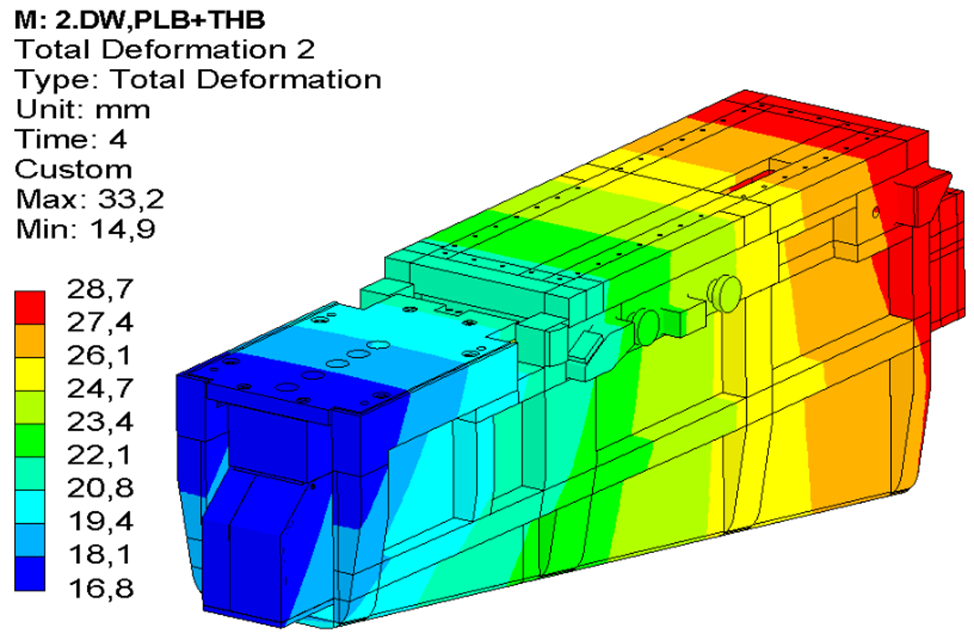 M: 2.DW,PLB+THB
Total Deformation 2
Type: Total Deformation
Unit: mm
Time: 4
Custom
Max: 33,2
Min: 14,9
28,7
27,4
26,1
24,7
23,4
22,1
20,8
19,4
18,1
16,8